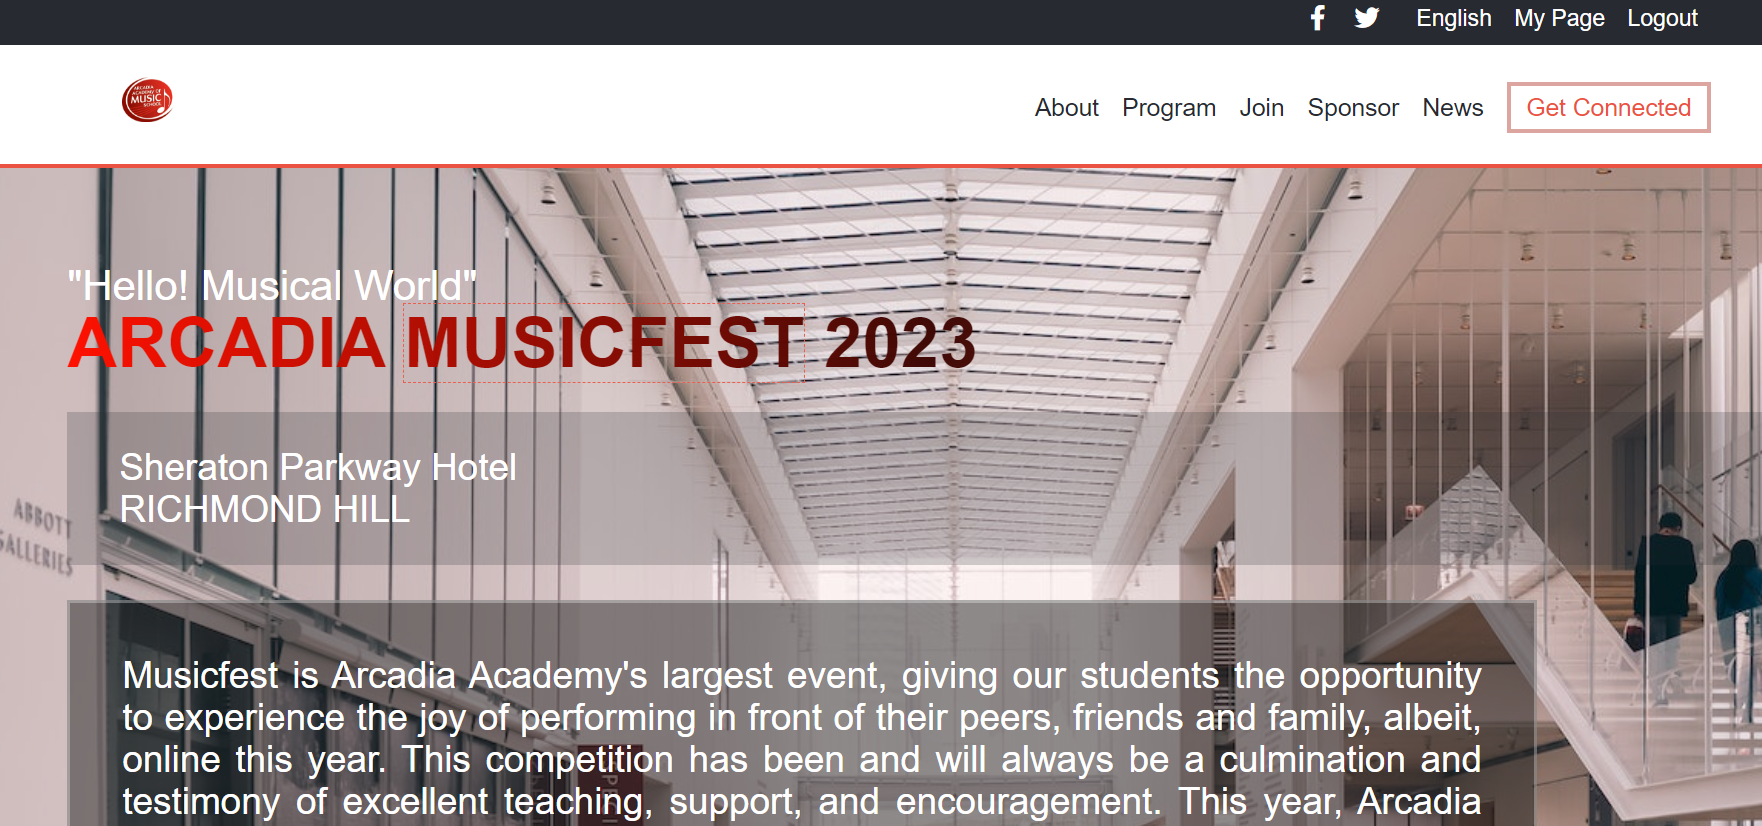 English My Page Logout
ARCADIA
ACADEMY OF
MUSIC
SCHOOL
About Program Join Sponsor News Get Connected
"Hello! Musical World"
ARCADIA MUSICFEST 2023
Sheraton Parkway Hotel
RICHMOND HILL
ABBOTT
GALLERIES
Musicfest is Arcadia Academy's largest event, giving our students the opportunity
to experience the joy of performing in front of their peers, friends and family, albeit,
online this year. This competition has been and will always be a culmination and
testimony of excellent teaching, support, and encouragement. This year, Arcadia